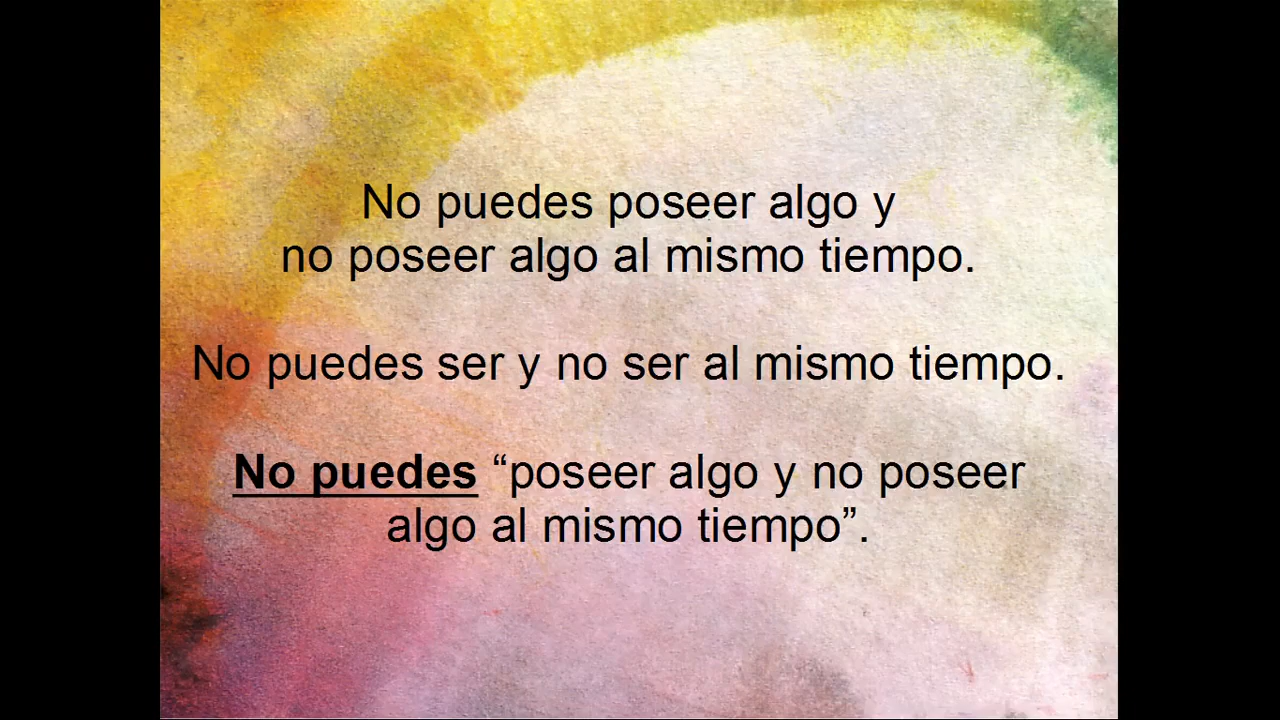 No puedes poseer algo y
no poseer algo al mismo tiempo.
No puedes ser y no ser al mismo tiempo.
No puedes “poseer algo y no poseer
algo al mismo tiempo”.